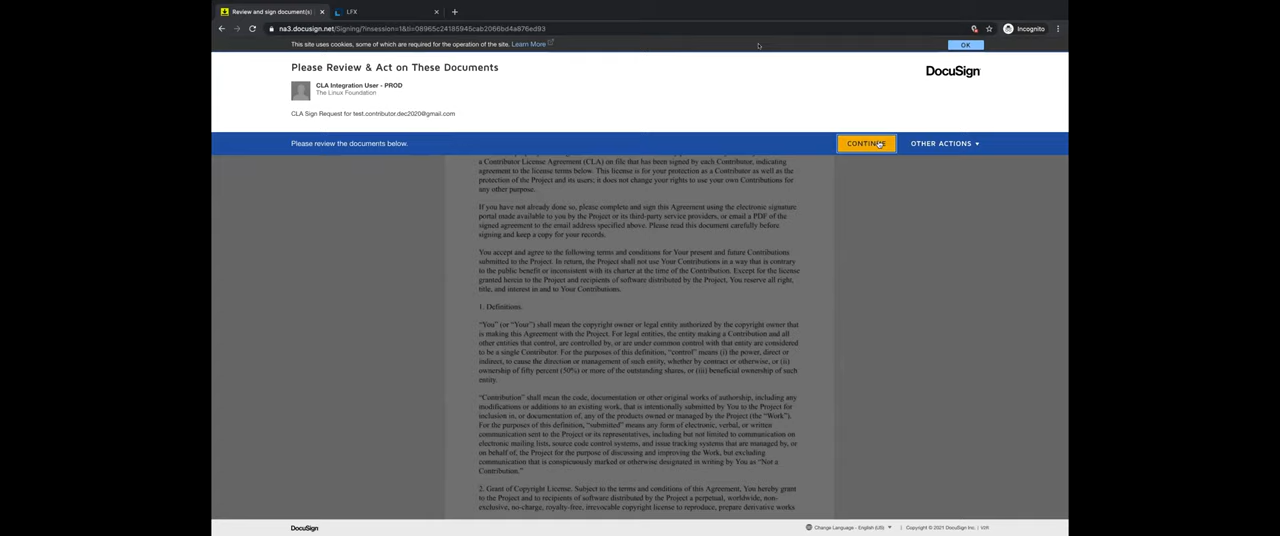 Review and sign document(s)
LFX
na3.docusign.net/Signing/?insession=1&ti=08965c24185945cab2066bd4a876ed93
Incognito
This site uses cookies, some of which are required for the operation of the site. Learn More
OK
Please Review & Act on These Documents
DocuSign
CLA Integration User - PROD
The Linux Foundation
CLA Sign Request for test.contributor.dec2020@gmail.com
Please review the documents below.
CONTINUE
OTHER ACTIONS
a Contributor License Agreement (CLA) on file that has been signed by each Contributor, indicating
agreement to the license terms below. This license is for your protection as a Contributor as well as the
protection of the Project and its users; it does not change your rights to use your own Contributions for
any other purpose.
If you have not already done so, please complete and sign this Agreement using the electronic signature
portal made available to you by the Project or its third-party service providers, or email a PDF of the
signed agreement to the email address specified above. Please read this document carefully before
signing and keep a copy for your records.
You accept and agree to the following terms and conditions for Your present and future Contributions
submitted to the Project. In return, the Project shall not use Your Contributions in a way that is contrary
to the public benefit or inconsistent with its charter at the time of the Contribution. Except for the license
granted herein to the Project and recipients of software distributed by the Project, You reserve all right,
title, and interest in and to Your Contributions.
1. Definitions.
“You” (or “Your”) shall mean the copyright owner or legal entity authorized by the copyright owner that
is making this Agreement with the Project. For legal entities, the entity making a Contribution and all
other entities that control, are controlled by, or are under common control with that entity are considered
to be a single Contributor. For the purposes of this definition, “control” means (i) the power, direct or
indirect, to cause the direction or management of such entity, whether by contract or otherwise, or (ii)
ownership of fifty percent (50%) or more of the outstanding shares, or (iii) beneficial ownership of such
entity.
“Contribution” shall mean the code, documentation or other original works of authorship, including any
modifications or additions to an existing work, that is intentionally submitted by You to the Project for
inclusion in, or documentation of, any of the products owned or managed by the Project (the “Work”).
For the purposes of this definition, “submitted” means any form of electronic, verbal, or written
communication sent to the Project or its representatives, including but not limited to communication on
electronic mailing lists, source code control systems, and issue tracking systems that are managed by, or
on behalf of, the Project for the purpose of discussing and improving the Work, but excluding
communication that is conspicuously marked or otherwise designated in writing by You as “Not a
Contribution.”
2. Grant of Copyright License. Subject to the terms and conditions of this Agreement, You hereby grant
to the Project and to recipients of software distributed by the Project a perpetual, worldwide, non-
exclusive, no-charge, royalty-free, irrevocable copyright license to reproduce, prepare derivative works
DocuSign
Change Language - English (US)
Copyright © 2021 DocuSign Inc.
V2R